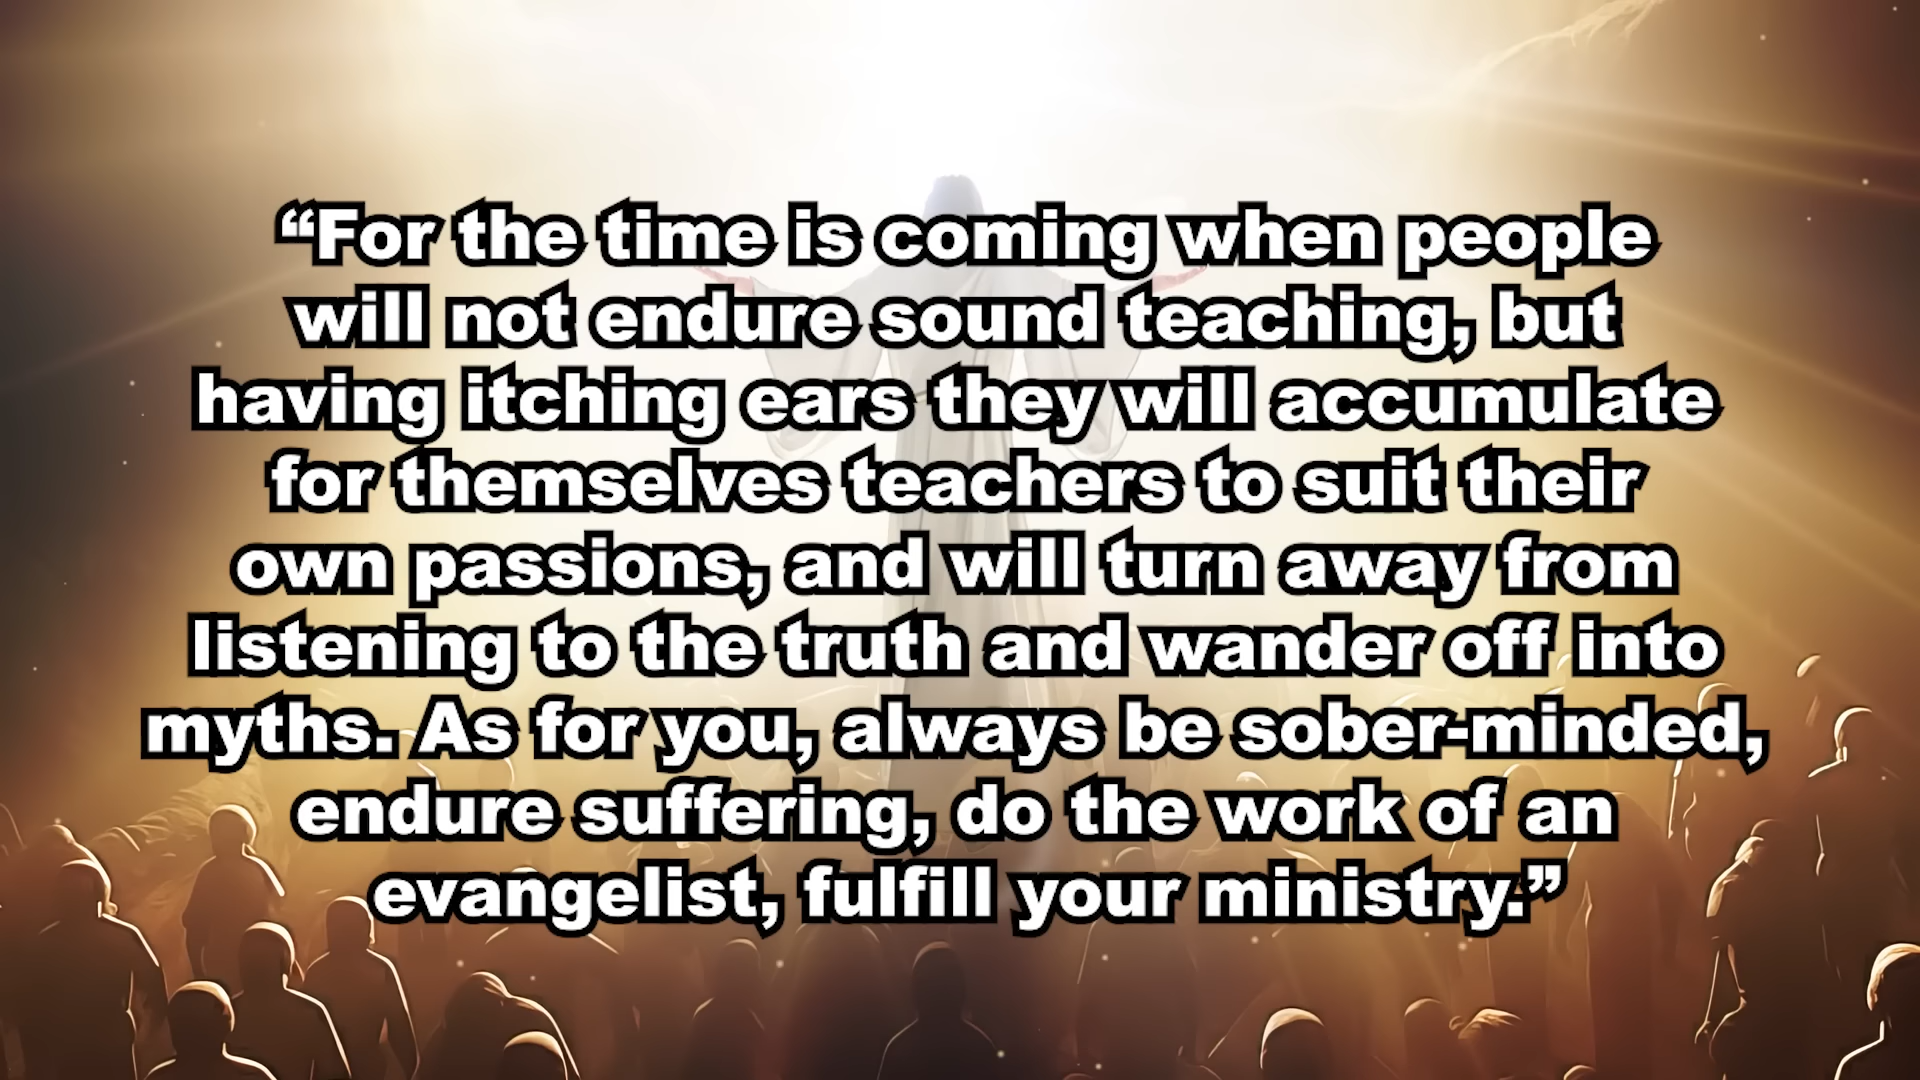 “For the time is coming when people
will not endure sound teaching, but
having itching ears they will accumulate
for themselves teachers to suit their
own passions, and will turn away from
listening to the truth and wander off into
myths. As for you, always be sober-minded,
endure suffering, do the work of an
evangelist, fulfill your ministry.”